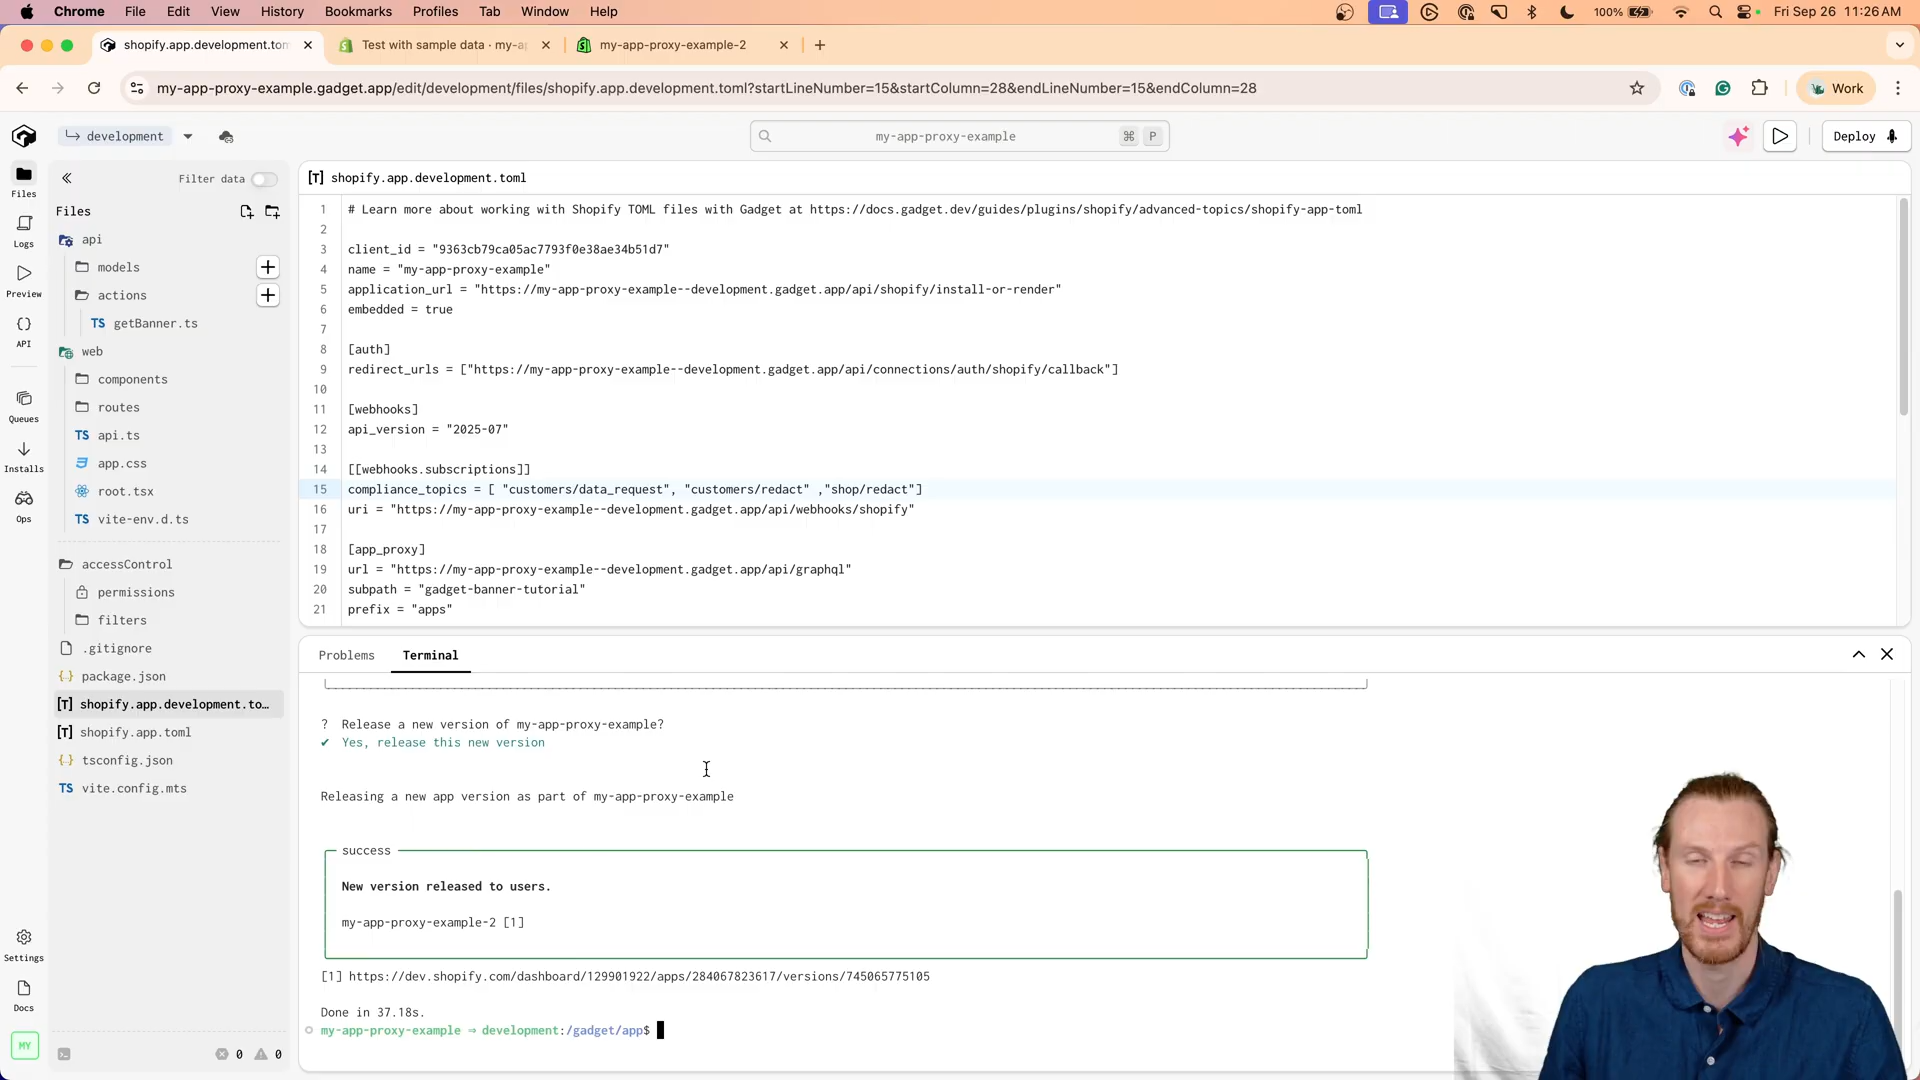 Chrome File Edit View History Bookmarks Profiles Tab Window Help
100% Fri Sep 26 11:26 AM
shopify.app.development.tom
Test with sample data · my-a
my-app-proxy-example-2
my-app-proxy-example.gadget.app/edit/development/files/shopify.app.development.toml?startLineNumber=15&startColumn=28&endLineNumber=15&endColumn=28
Work
development
my-app-proxy-example
⌘ P
Deploy
Files
Logs
Preview
API
Queues
Installs
Ops
Settings
Docs
MY
Filter data
Files
api
models
actions
TS getBanner.ts
web
components
routes
TS api.ts
app.css
root.tsx
TS vite-env.d.ts
accessControl
permissions
filters
.gitignore
package.json
[T] shopify.app.development.to...
[T] shopify.app.toml
tsconfig.json
TS vite.config.mts
0 0
[T] shopify.app.development.toml
1 # Learn more about working with Shopify TOML files with Gadget at https://docs.gadget.dev/guides/plugins/shopify/advanced-topics/shopify-app-toml
2
3 client_id = "9363cb79ca05ac7793f0e38ae34b51d7"
4 name = "my-app-proxy-example"
5 application_url = "https://my-app-proxy-example--development.gadget.app/api/shopify/install-or-render"
6 embedded = true
7
8 [auth]
9 redirect_urls = ["https://my-app-proxy-example--development.gadget.app/api/connections/auth/shopify/callback"]
10
11 [webhooks]
12 api_version = "2025-07"
13
14 [[webhooks.subscriptions]]
15 compliance_topics = [ "customers/data_request", "customers/redact" ,"shop/redact"]
16 uri = "https://my-app-proxy-example--development.gadget.app/api/webhooks/shopify"
17
18 [app_proxy]
19 url = "https://my-app-proxy-example--development.gadget.app/api/graphql"
20 subpath = "gadget-banner-tutorial"
21 prefix = "apps"
Problems Terminal
? Release a new version of my-app-proxy-example?
✔ Yes, release this new version
Releasing a new app version as part of my-app-proxy-example
success
New version released to users.
my-app-proxy-example-2 [1]
[1] https://dev.shopify.com/dashboard/129901922/apps/284067823617/versions/745065775105
Done in 37.18s.
my-app-proxy-example ⇒ development:/gadget/app$